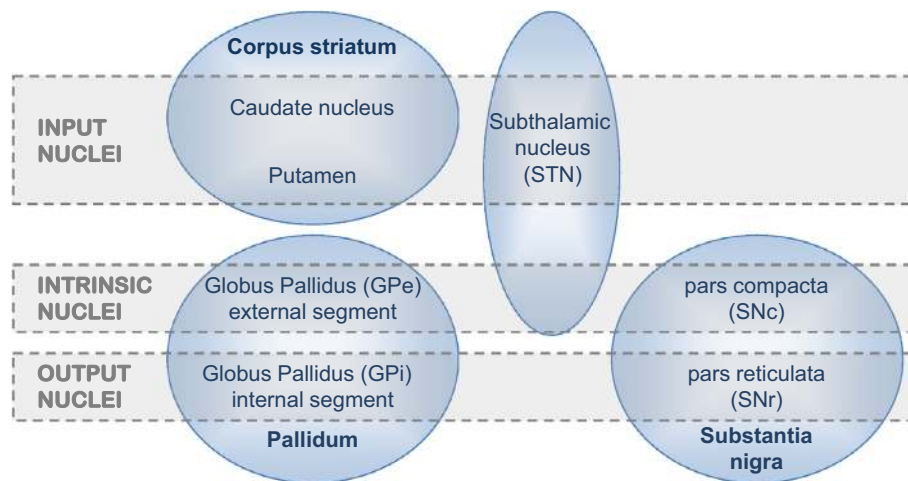 Corpus striatum
INPUT
NUCLEI
Caudate nucleus
Putamen
Subthalamic
nucleus
(STN)
INTRINSIC
NUCLEI
Globus Pallidus (GPe)
external segment
pars compacta
(SNc)
OUTPUT
NUCLEI
Globus Pallidus (GPi)
internal segment
pars reticulata
(SNr)
Pallidum
Substantia
nigra